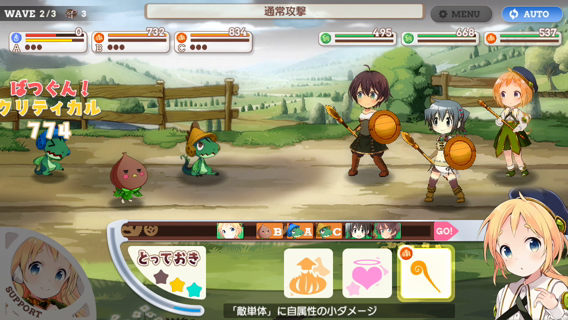 WAVE 2/3 3
通常攻撃
MENU
AUTO
0 732 834
A B C
495 668 537
ばつぐん!
クリティカル
774
B A C GO!
とっておき
SUPPORT
「敵単体」に自属性の小ダメージ